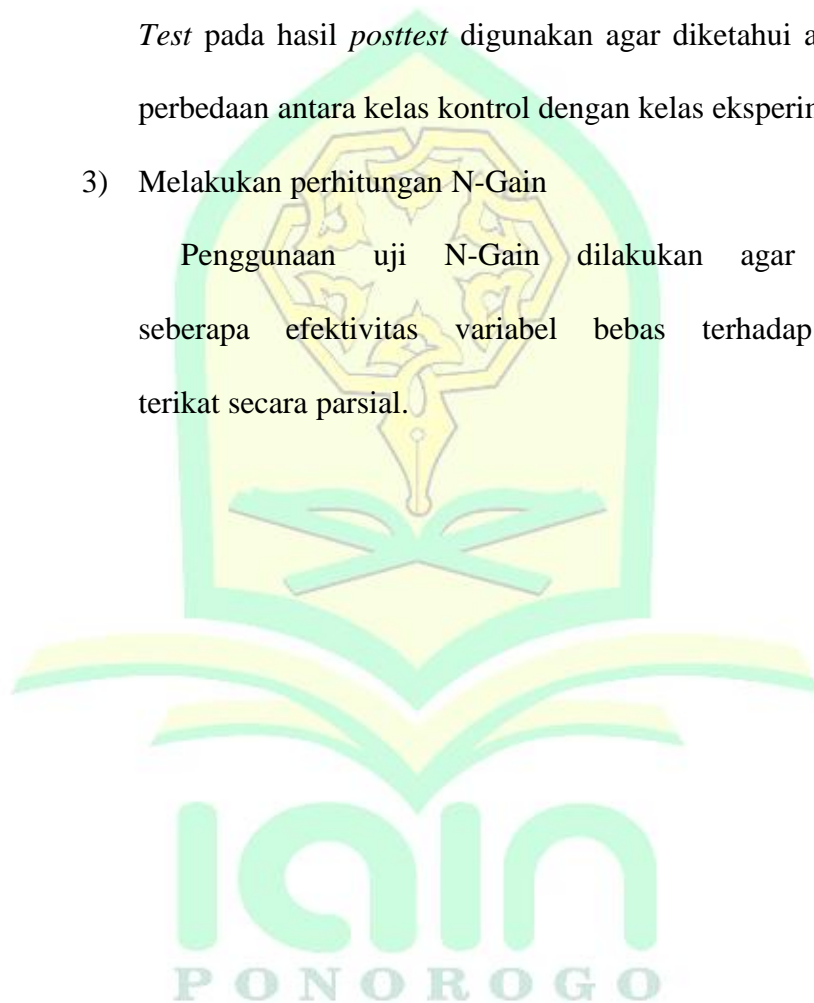 Test pada hasil posttest digunakan agar diketahui
perbedaan antara kelas kontrol dengan kelas
3) Melakukan perhitungan N-Gain
Penggunaan uji N-Gain dilakukan agar
seberapa efektivitas variabel bebas terhadap
terikat secara parsial.
iain
PONOROGO